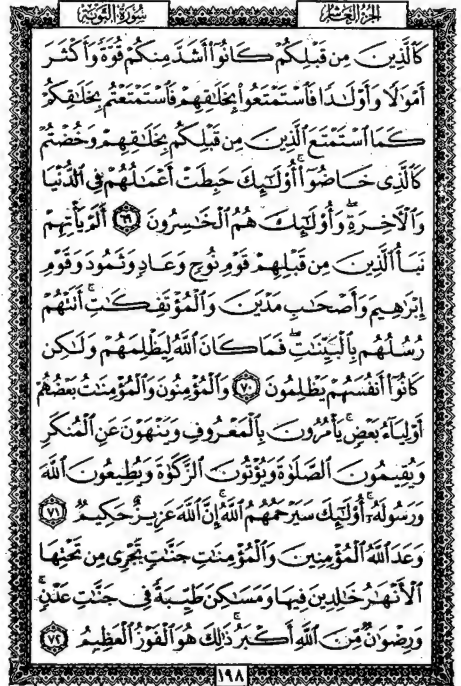 سُورَةُ التَّوْبَةِ
الجُزءُ العَاشِرُ
كَٱلَّذِينَ مِن قَبْلِكُمْ كَانُوٓا۟ أَشَدَّ مِنكُمْ قُوَّةً وَأَكْثَرَ
أَمْوَٰلًا وَأَوْلَٰدًا فَٱسْتَمْتَعُوا۟ بِخَلَٰقِهِمْ فَٱسْتَمْتَعْتُم بِخَلَٰقِكُمْ
كَمَا ٱسْتَمْتَعَ ٱلَّذِينَ مِن قَبْلِكُم بِخَلَٰقِهِمْ وَخُضْتُمْ
كَٱلَّذِى خَاضُوٓا۟ ۚ أُو۟لَٰٓئِكَ حَبِطَتْ أَعْمَٰلُهُمْ فِى ٱلدُّنْيَا
وَٱلْءَاخِرَةِ ۖ وَأُو۟لَٰٓئِكَ هُمُ ٱلْخَٰسِرُونَ ٦٩ أَلَمْ يَأْتِهِمْ
نَبَأُ ٱلَّذِينَ مِن قَبْلِهِمْ قَوْمِ نُوحٍ وَعَادٍ وَثَمُودَ وَقَوْمِ
إِبْرَٰهِيمَ وَأَصْحَٰبِ مَدْيَنَ وَٱلْمُؤْتَفِكَٰتِ ۚ أَتَتْهُمْ
رُسُلُهُم بِٱلْبَيِّنَٰتِ ۖ فَمَا كَانَ ٱللَّهُ لِيَظْلِمَهُمْ وَلَٰكِن
كَانُوٓا۟ أَنفُسَهُمْ يَظْلِمُونَ ٧٠ وَٱلْمُؤْمِنُونَ وَٱلْمُؤْمِنَٰتُ بَعْضُهُمْ
أَوْلِيَآءُ بَعْضٍ ۚ يَأْمُرُونَ بِٱلْمَعْرُوفِ وَيَنْهَوْنَ عَنِ ٱلْمُنكَرِ
وَيُقِيمُونَ ٱلصَّلَوٰةَ وَيُؤْتُونَ ٱلزَّكَوٰةَ وَيُطِيعُونَ ٱللَّهَ
وَرَسُولَهُۥٓ ۚ أُو۟لَٰٓئِكَ سَيَرْحَمُهُمُ ٱللَّهُ ۗ إِنَّ ٱللَّهَ عَزِيزٌ حَكِيمٌ ٧١
وَعَدَ ٱللَّهُ ٱلْمُؤْمِنِينَ وَٱلْمُؤْمِنَٰتِ جَنَّٰتٍ تَجْرِى مِن تَحْتِهَا
ٱلْأَنْهَٰرُ خَٰلِدِينَ فِيهَا وَمَسَٰكِنَ طَيِّبَةً فِى جَنَّٰتِ عَدْنٍ ۚ
وَرِضْوَٰنٌ مِّنَ ٱللَّهِ أَكْبَرُ ۚ ذَٰلِكَ هُوَ ٱلْفَوْزُ ٱلْعَظِيمُ ٧٢
١٩٨